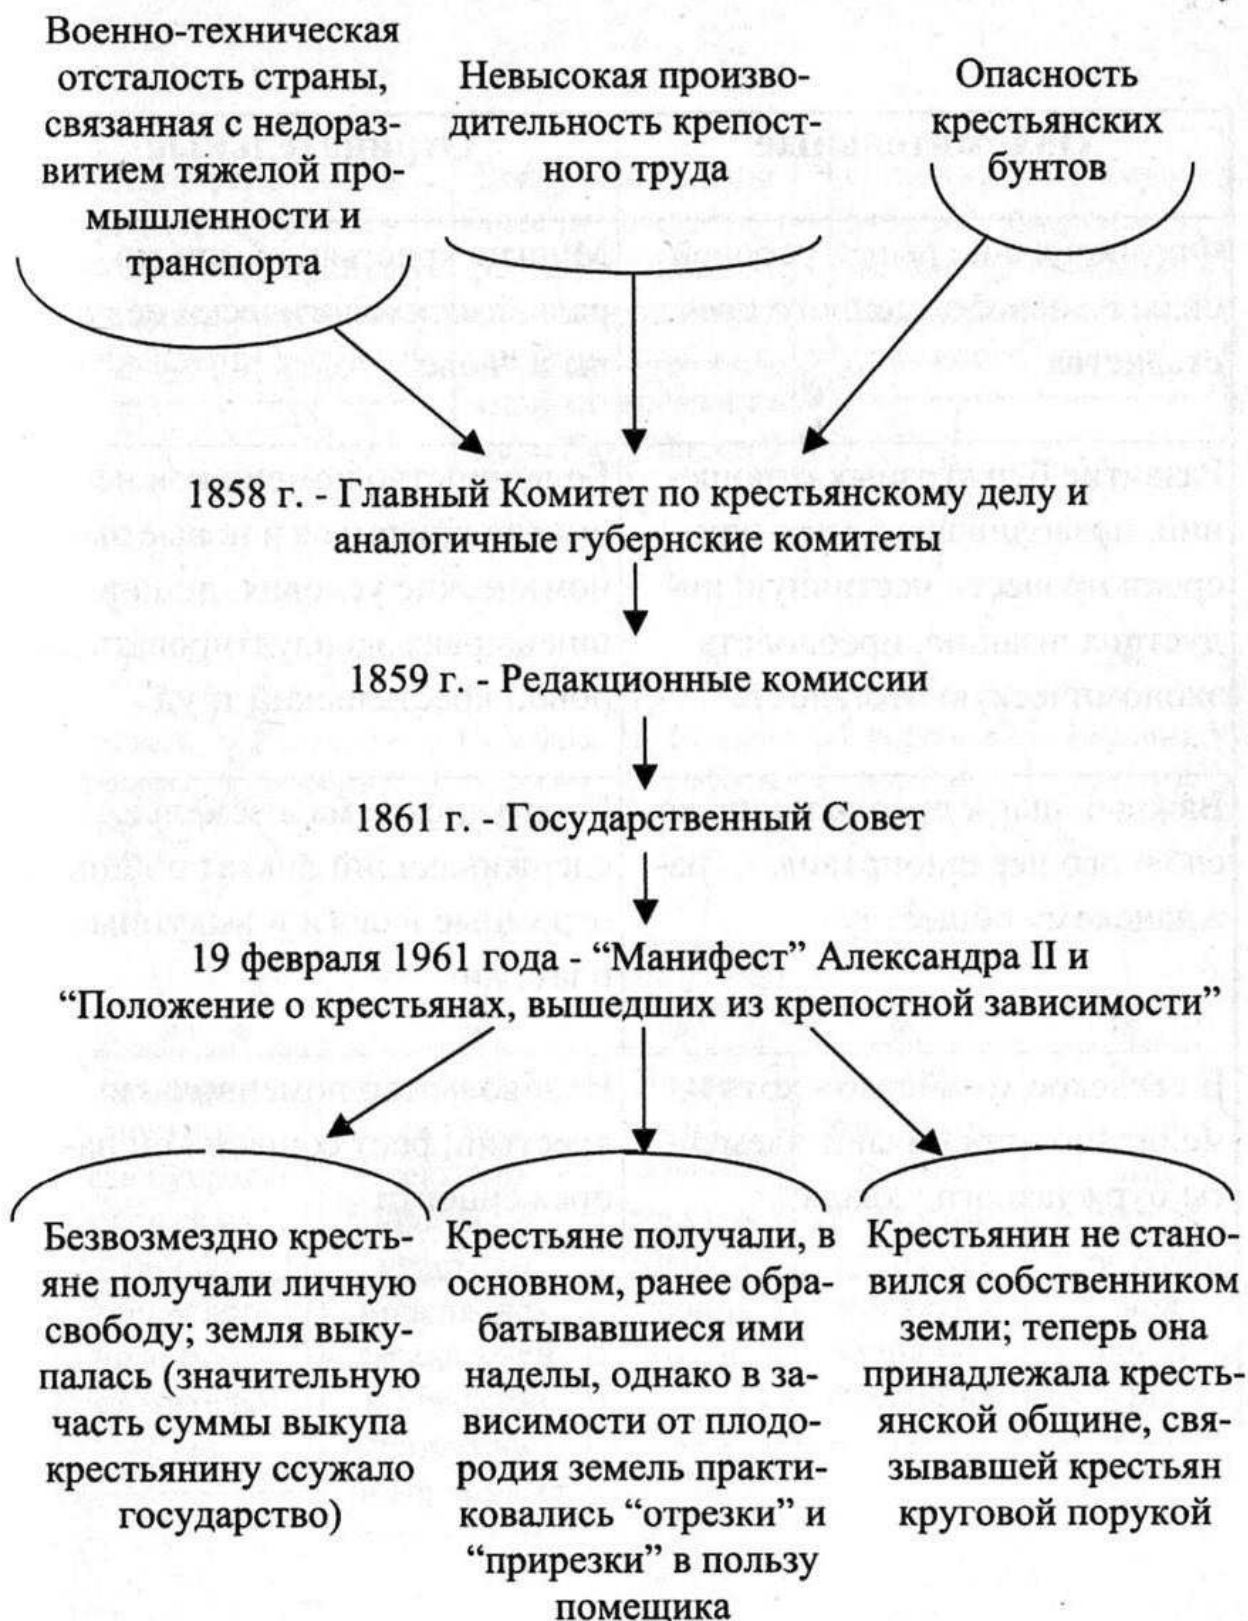 Военно-техническая
отсталость страны,
связанная с недораз-
витием тяжелой про-
мышленности и
транспорта
Невысокая произво-
дительность крепост-
ного труда
Опасность
крестьянских
бунтов
1858 г. - Главный Комитет по крестьянскому делу и
аналогичные губернские комитеты
1859 г. - Редакционные комиссии
1861 г. - Государственный Совет
19 февраля 1961 года - “Манифест” Александра II и
“Положение о крестьянах, вышедших из крепостной зависимости”
Безвозмездно кресть-
яне получали личную
свободу; земля выку-
палась (значительную
часть суммы выкупа
крестьянину ссужало
государство)
Крестьяне получали, в
основном, ранее обра-
батывавшиеся ими
наделы, однако в за-
висимости от плодо-
родия земель практи-
ковались “отрезки” и
“прирезки” в пользу
помещика
Крестьянин не стано-
вился собственником
земли; теперь она
принадлежала кресть-
янской общине, свя-
зывавшей крестьян
круговой порукой